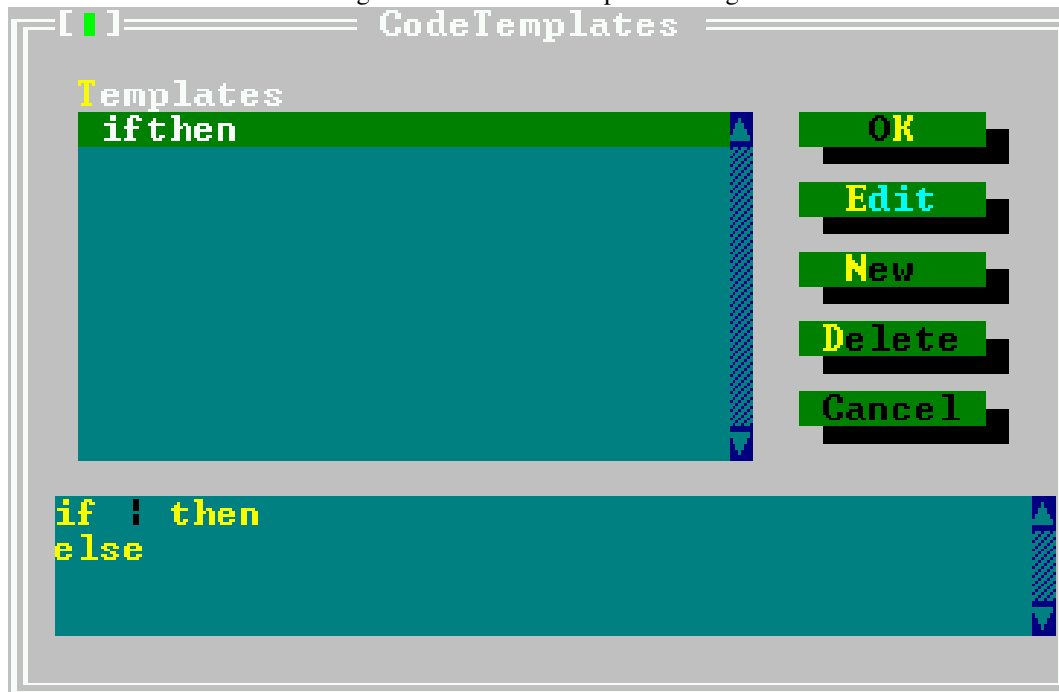 [ ] CodeTemplates
Templates
ifthen
OK
Edit
New
Delete
Cancel
if | then
else